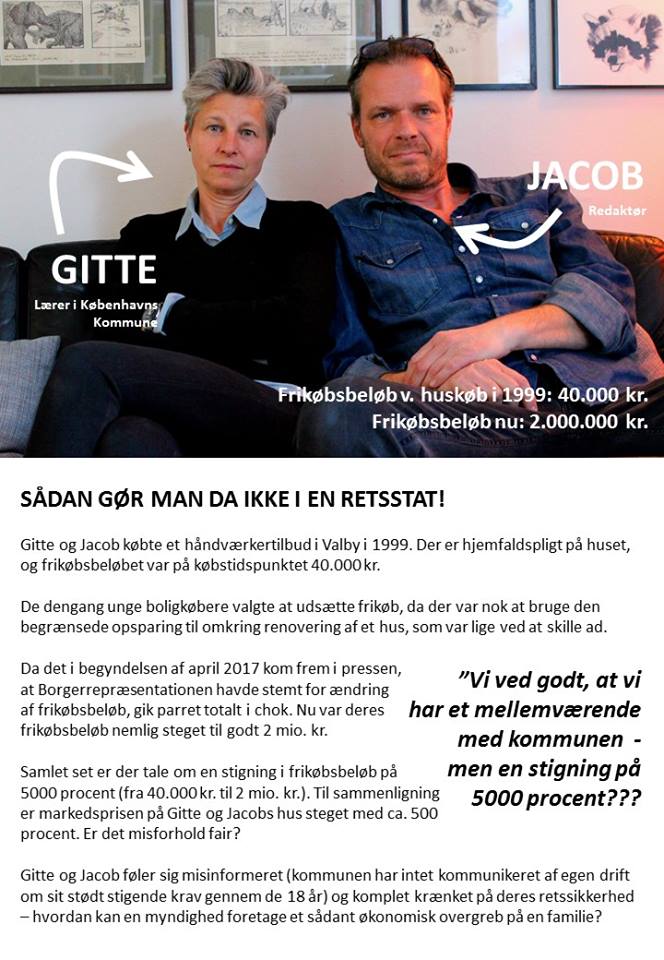 JACOB
Redaktør
GITTE
Lærer i Københavns
Kommune
Frikøbsbeløb v. huskøb i 1999: 40.000 kr.
Frikøbsbeløb nu: 2.000.000 kr.
SÅDAN GØR MAN DA IKKE I EN RETSSTAT!
Gitte og Jacob købte et håndværkertilbud i Valby i 1999. Der er hjemfaldspligt på huset,
og frikøbsbeløbet var på købstidspunktet 40.000 kr.
De dengang unge boligkøbere valgte at udsætte frikøb, da der var nok at bruge den
begrænsede opsparing til omkring renovering af et hus, som var lige ved at skille ad.
Da det i begyndelsen af april 2017 kom frem i pressen,
at Borgerrepræsentationen havde stemt for ændring
af frikøbsbeløb, gik parret totalt i chok. Nu var deres
frikøbsbeløb nemlig steget til godt 2 mio. kr.
”Vi ved godt, at vi
har et mellemværende
med kommunen -
men en stigning på
5000 procent???
Samlet set er der tale om en stigning i frikøbsbeløb på
5000 procent (fra 40.000 kr. til 2 mio. kr.). Til sammenligning
er markedsprisen på Gitte og Jacobs hus steget med ca. 500
procent. Er det misforhold fair?
Gitte og Jacob føler sig misinformeret (kommunen har intet kommunikeret af egen drift
om sit stødt stigende krav gennem de 18 år) og komplet krænket på deres retssikkerhed
– hvordan kan en myndighed foretage et sådant økonomisk overgreb på en familie?